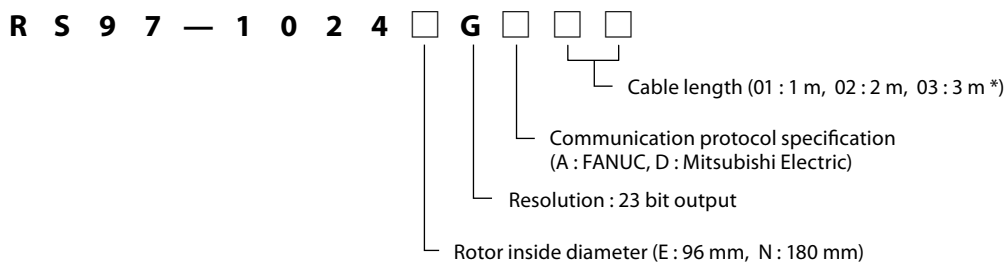 R S 9 7 — 1 0 2 4 □ G □ □ □
Cable length (01 : 1 m, 02 : 2 m, 03 : 3 m *)
Communication protocol specification
(A : FANUC, D : Mitsubishi Electric)
Resolution : 23 bit output
Rotor inside diameter (E : 96 mm, N : 180 mm)